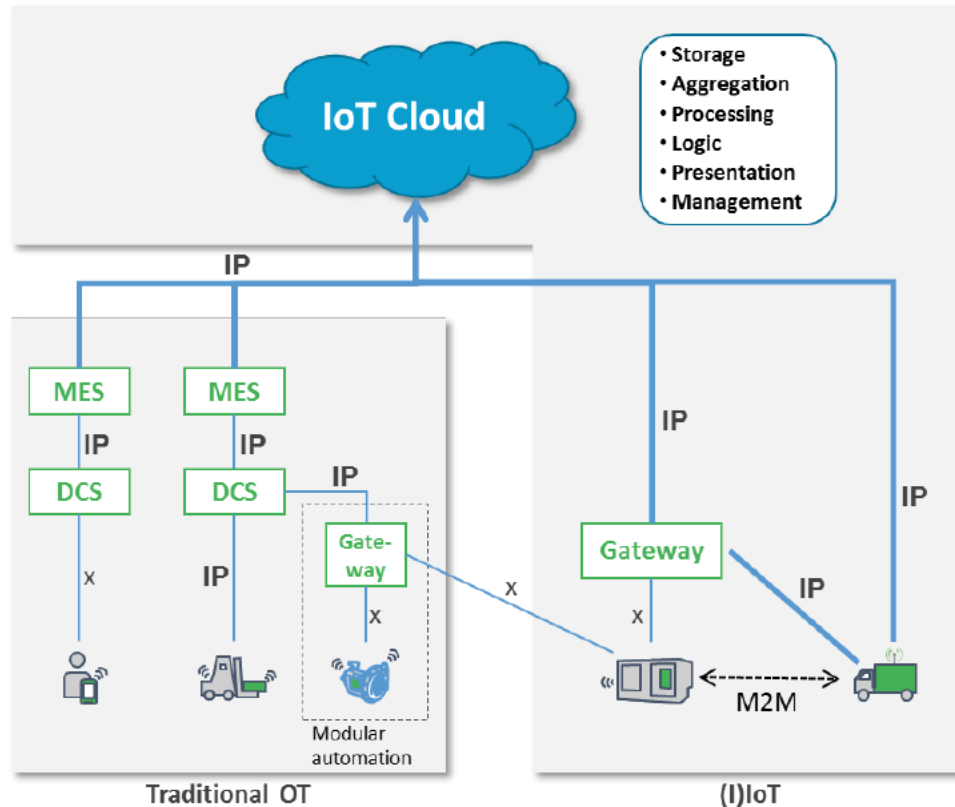 IoT Cloud
• Storage
• Aggregation
• Processing
• Logic
• Presentation
• Management
IP
MES
MES
IP
IP
IP
IP
DCS
DCS
IP
Gate-
way
Gateway
x
IP
x
x
x
IP
M2M
Modular
automation
Traditional OT
(I)IoT